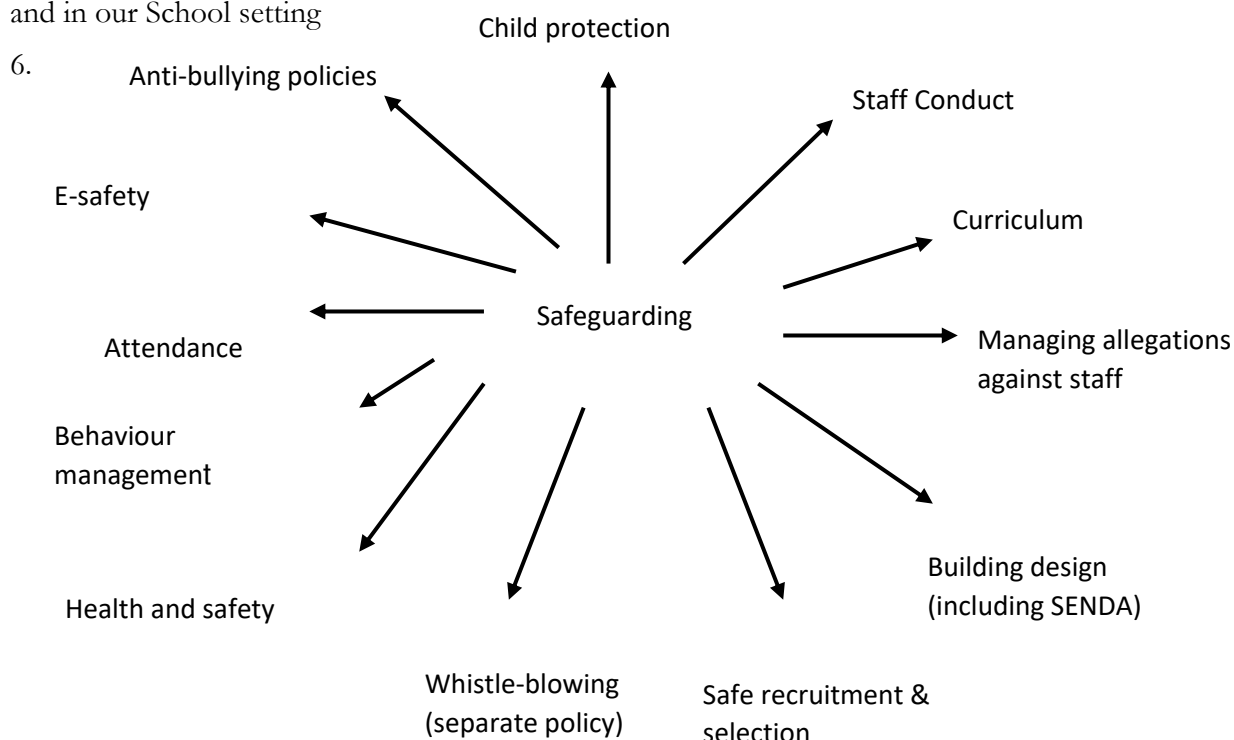 and in our School setting
6.
Child protection
Anti-bullying policies
Staff Conduct
E-safety
Curriculum
Safeguarding
Attendance
Managing allegations
against staff
Behaviour
management
Building design
(including SENDA)
Health and safety
Whistle-blowing
(separate policy)
Safe recruitment &
selection